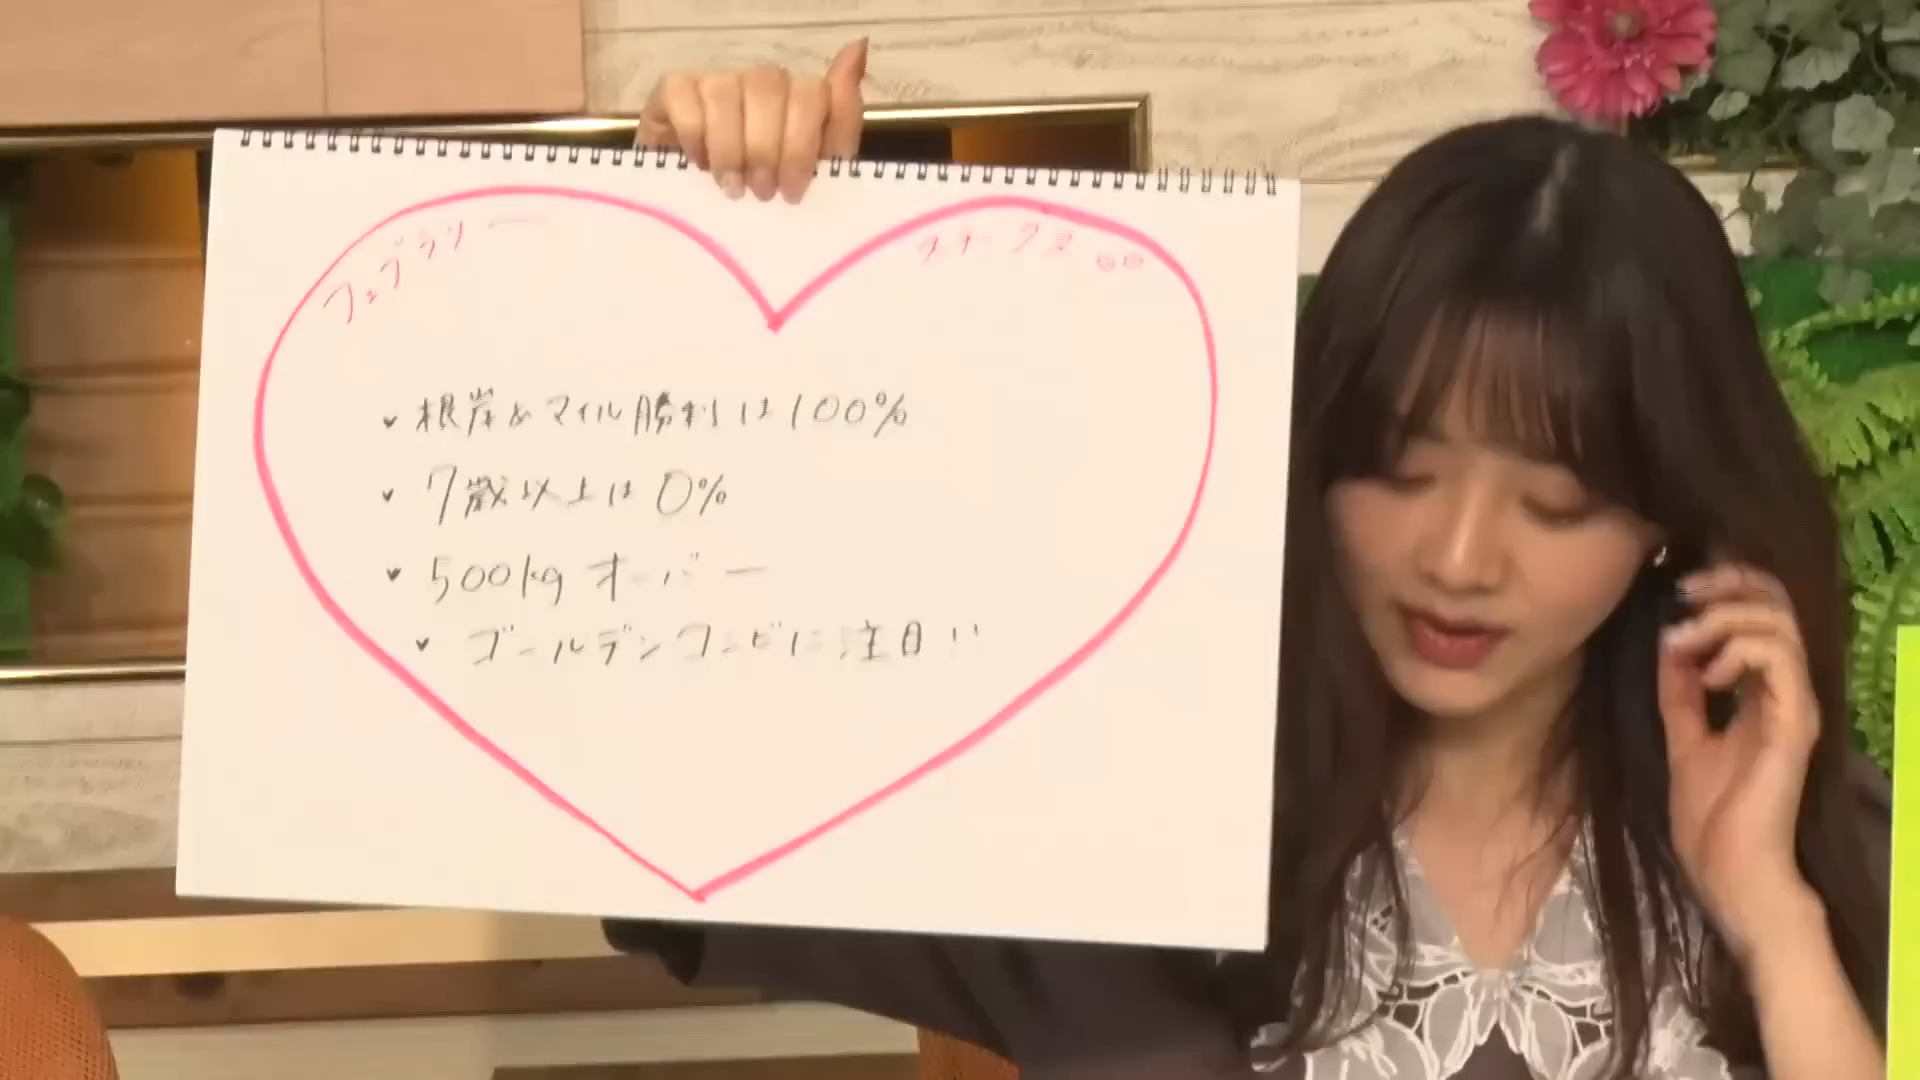 フェブラリー ステークス
根岸&マイル勝利は100%
7歳以上は0%
500kgオーバー
ゴールデンコンビに注目!!